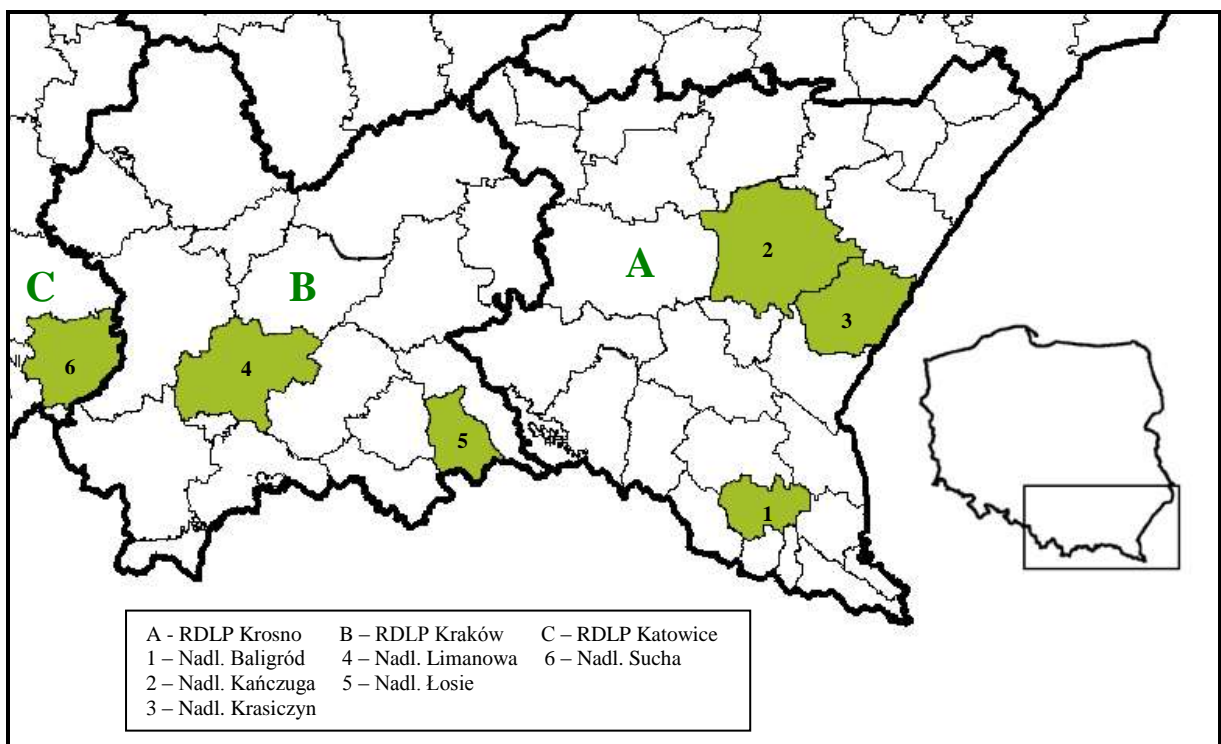 2
A
B
C
3
4
6
5
1
A - RDLP Krosno B – RDLP Kraków C – RDLP Katowice
1 – Nadl. Baligród 4 – Nadl. Limanowa 6 – Nadl. Sucha
2 – Nadl. Kańczuga 5 – Nadl. Łosie
3 – Nadl. Krasiczyn